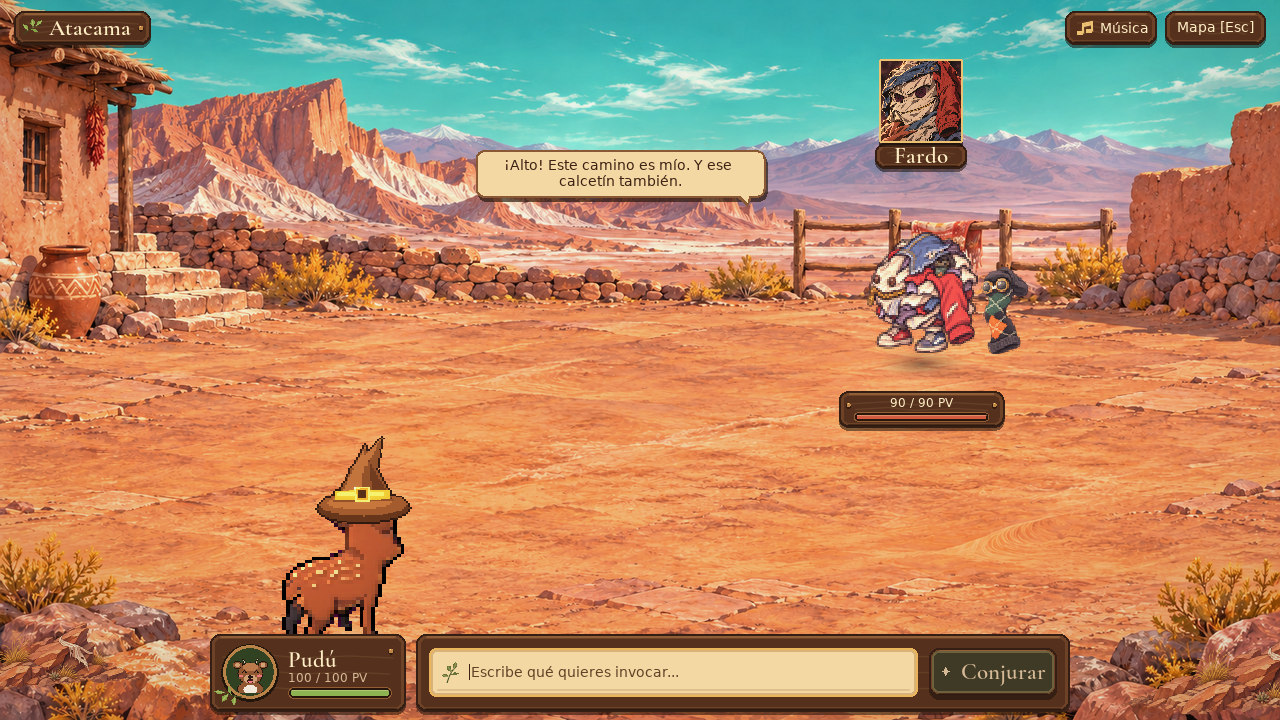 Atacama
Música
Mapa [Esc]
Fardo
¡Alto! Este camino es mío. Y ese
calcetín también.
90 / 90 PV
Pudú
100 / 100 PV
Escribe qué quieres invocar...
Conjurar